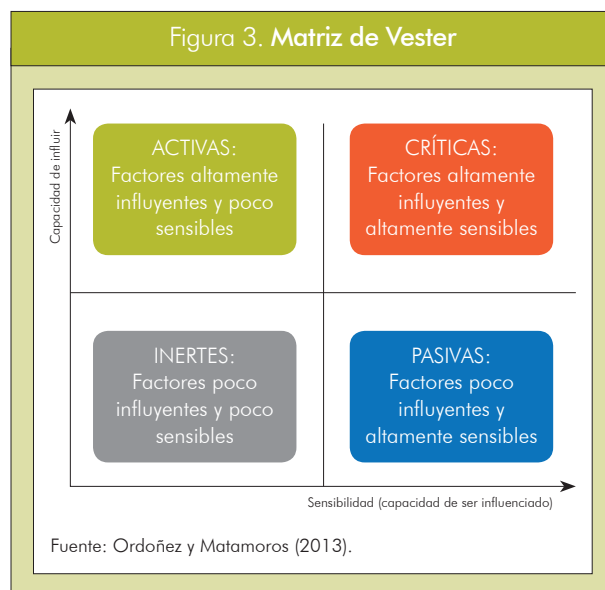 Figura 3. Matriz de Vester
Capacidad de influir
ACTIVAS:
Factores altamente
influyentes y poco
sensibles
CRÍTICAS:
Factores altamente
influyentes y
altamente sensibles
INERTES:
Factores poco
influyentes y poco
sensibles
PASIVAS:
Factores poco
influyentes y
altamente sensibles
Sensibilidad (capacidad de ser influenciado)
Fuente: Ordoñez y Matamoros (2013).